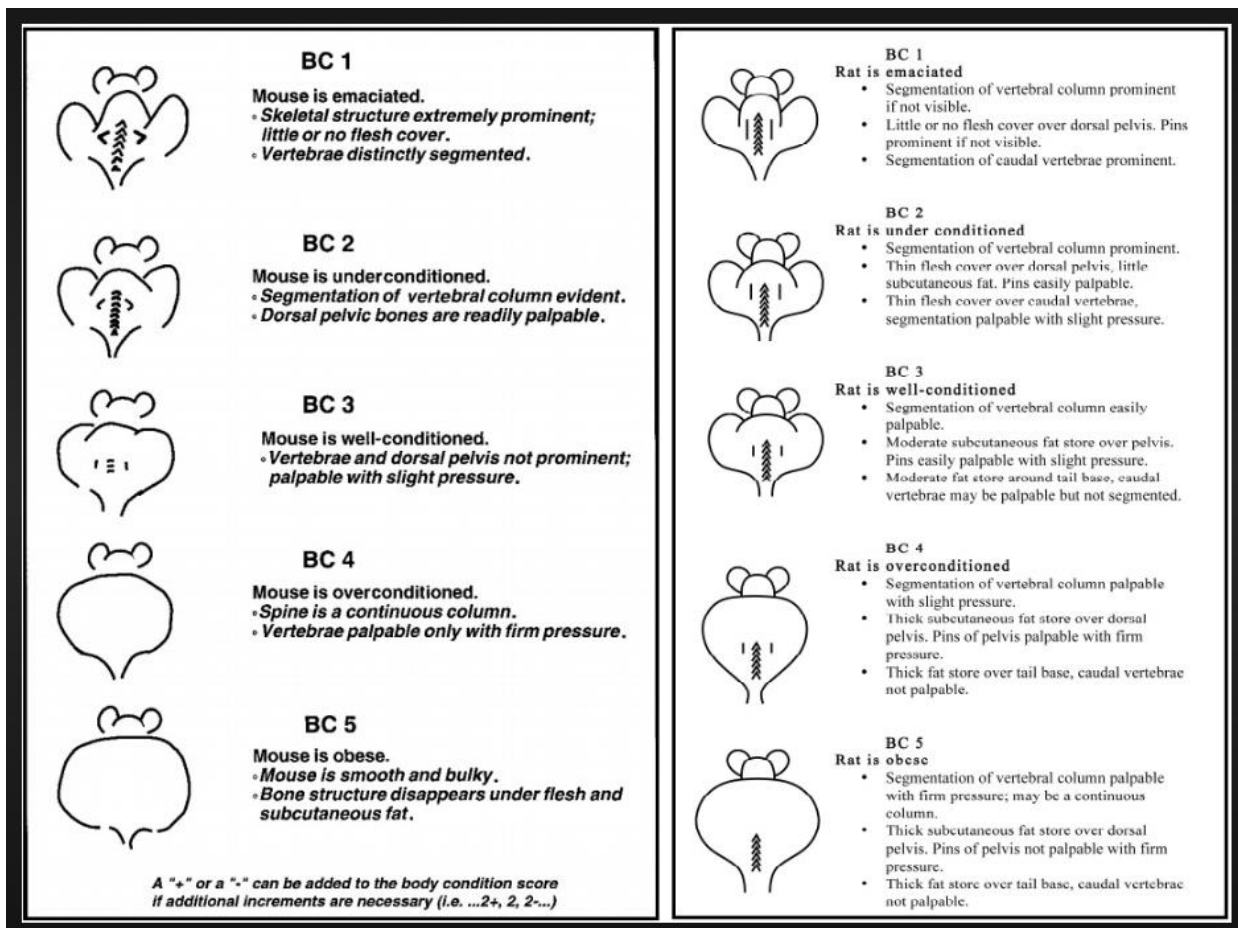 BC 1
Mouse is emaciated.
◦ Skeletal structure extremely prominent;
little or no flesh cover.
◦ Vertebrae distinctly segmented.
BC 2
Mouse is underconditioned.
◦ Segmentation of vertebral column evident.
◦ Dorsal pelvic bones are readily palpable.
BC 3
Mouse is well-conditioned.
◦ Vertebrae and dorsal pelvis not prominent;
palpable with slight pressure.
BC 4
Mouse is overconditioned.
◦ Spine is a continuous column.
◦ Vertebrae palpable only with firm pressure.
BC 5
Mouse is obese.
◦ Mouse is smooth and bulky.
◦ Bone structure disappears under flesh and
subcutaneous fat.
A "+" or a "-" can be added to the body condition score
if additional increments are necessary (i.e. ...2+, 2, 2-...)
BC 1
Rat is emaciated
• Segmentation of vertebral column prominent
if not visible.
• Little or no flesh cover over dorsal pelvis. Pins
prominent if not visible.
• Segmentation of caudal vertebrae prominent.
BC 2
Rat is under conditioned
• Segmentation of vertebral column prominent.
• Thin flesh cover over dorsal pelvis, little
subcutaneous fat. Pins easily palpable.
• Thin flesh cover over caudal vertebrae,
segmentation palpable with slight pressure.
BC 3
Rat is well-conditioned
• Segmentation of vertebral column easily
palpable.
• Moderate subcutaneous fat store over pelvis.
Pins easily palpable with slight pressure.
• Moderate fat store around tail base, caudal
vertebrae may be palpable but not segmented.
BC 4
Rat is overconditioned
• Segmentation of vertebral column palpable
with slight pressure.
• Thick subcutaneous fat store over dorsal
pelvis. Pins of pelvis palpable with firm
pressure.
• Thick fat store over tail base, caudal vertebrae
not palpable.
BC 5
Rat is obese
• Segmentation of vertebral column palpable
with firm pressure; may be a continuous
column.
• Thick subcutaneous fat store over dorsal
pelvis. Pins of pelvis not palpable with firm
pressure.
• Thick fat store over tail base, caudal vertebrae
not palpable.